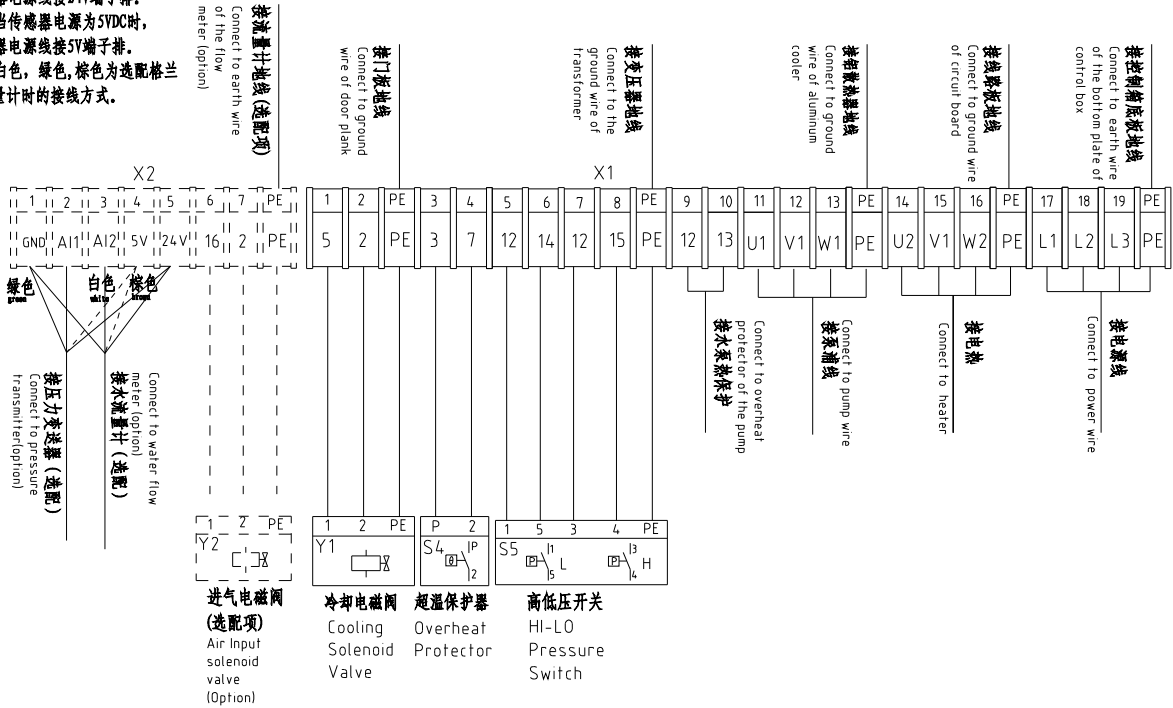 当传感器电源为5VDC时,
器电源线接5V端子排.
白色, 绿色,棕色为选配格兰
量计时的接线方式.
接流量计地线(选配项)
Connect to earth wire
of the flow
meter (option)
接门板地线
Connect to ground
wire of door plank
接变压器地线
Connect to the
ground wire of
transformer
接铝散热器地线
Connect to ground
wire of aluminum
cooler
接线路板地线
Connect to ground wire
of circuit board
接控制箱底板地线
Connect to earth wire
of the bottom plate of
control box
X2
X1
1 2 3 4 5 6 7 PE 1 2 PE 3 4 5 6 7 8 PE 9 10 11 12 13 PE 14 15 16 PE 17 18 19 PE
GND AI1 AI2 5V 24V 16 2 PE 5 2 PE 3 7 12 14 12 15 PE 12 13 U1 V1 W1 PE U2 V1 W2 PE L1 L2 L3 PE
绿色
green
白色
white
棕色
brown
接压力变送器(选配)
Connect to pressure
transmitter(option)
Connect to water flow
meter (option)
接水流量计(选配)
接水泵热保护
Connect to overheat
protector of the pump
接泵浦线
Connect to pump wire
接电热
Connect to heater
接电源线
Connect to power wire
1 2 PE
Y2
进气电磁阀
(选配项)
Air Input
solenoid
valve
(Option)
1 2 PE
Y1
冷却电磁阀
Cooling
Solenoid
Valve
P 2
S4 θ P 2
超温保护器
Overheat
Protector
1 5 3 4 PE
S5 P 1 5 L P 3 4 H
高低压开关
HI-LO
Pressure
Switch